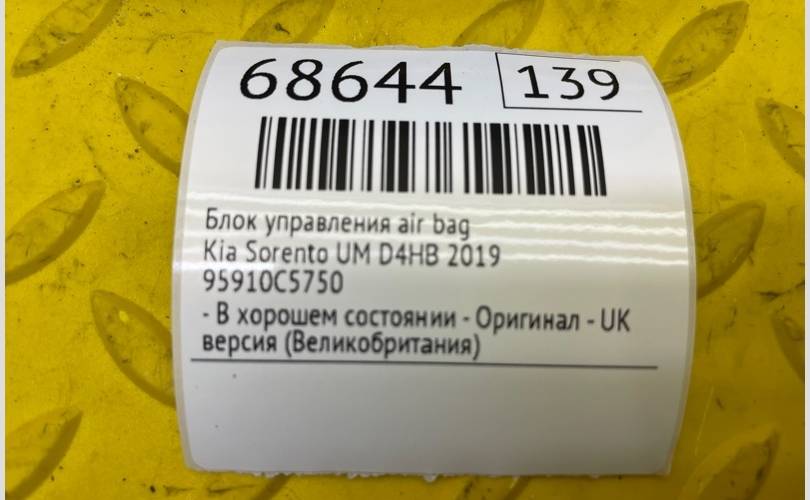 68644
139
Блок управления air bag
Kia Sorento UM D4HB 2019
95910C5750
- В хорошем состоянии - Оригинал - UK
версия (Великобритания)